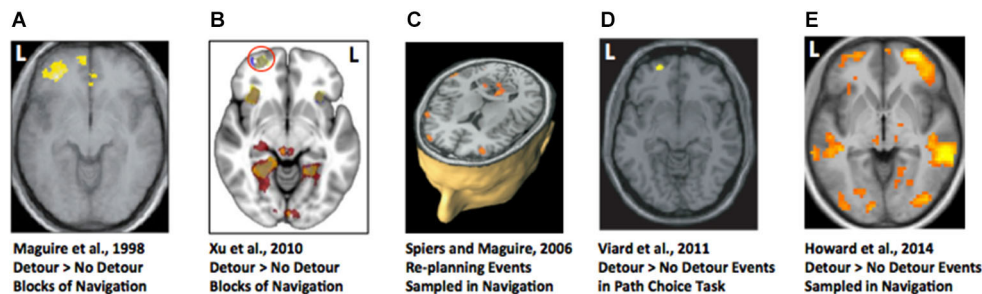 A
B
C
D
E
L
L
L
L
Maguire et al., 1998
Detour > No Detour
Blocks of Navigation
Xu et al., 2010
Detour > No Detour
Blocks of Navigation
Spiers and Maguire, 2006
Re-planning Events
Sampled in Navigation
Viard et al., 2011
Detour > No Detour Events
in Path Choice Task
Howard et al., 2014
Detour > No Detour Events
Sampled in Navigation